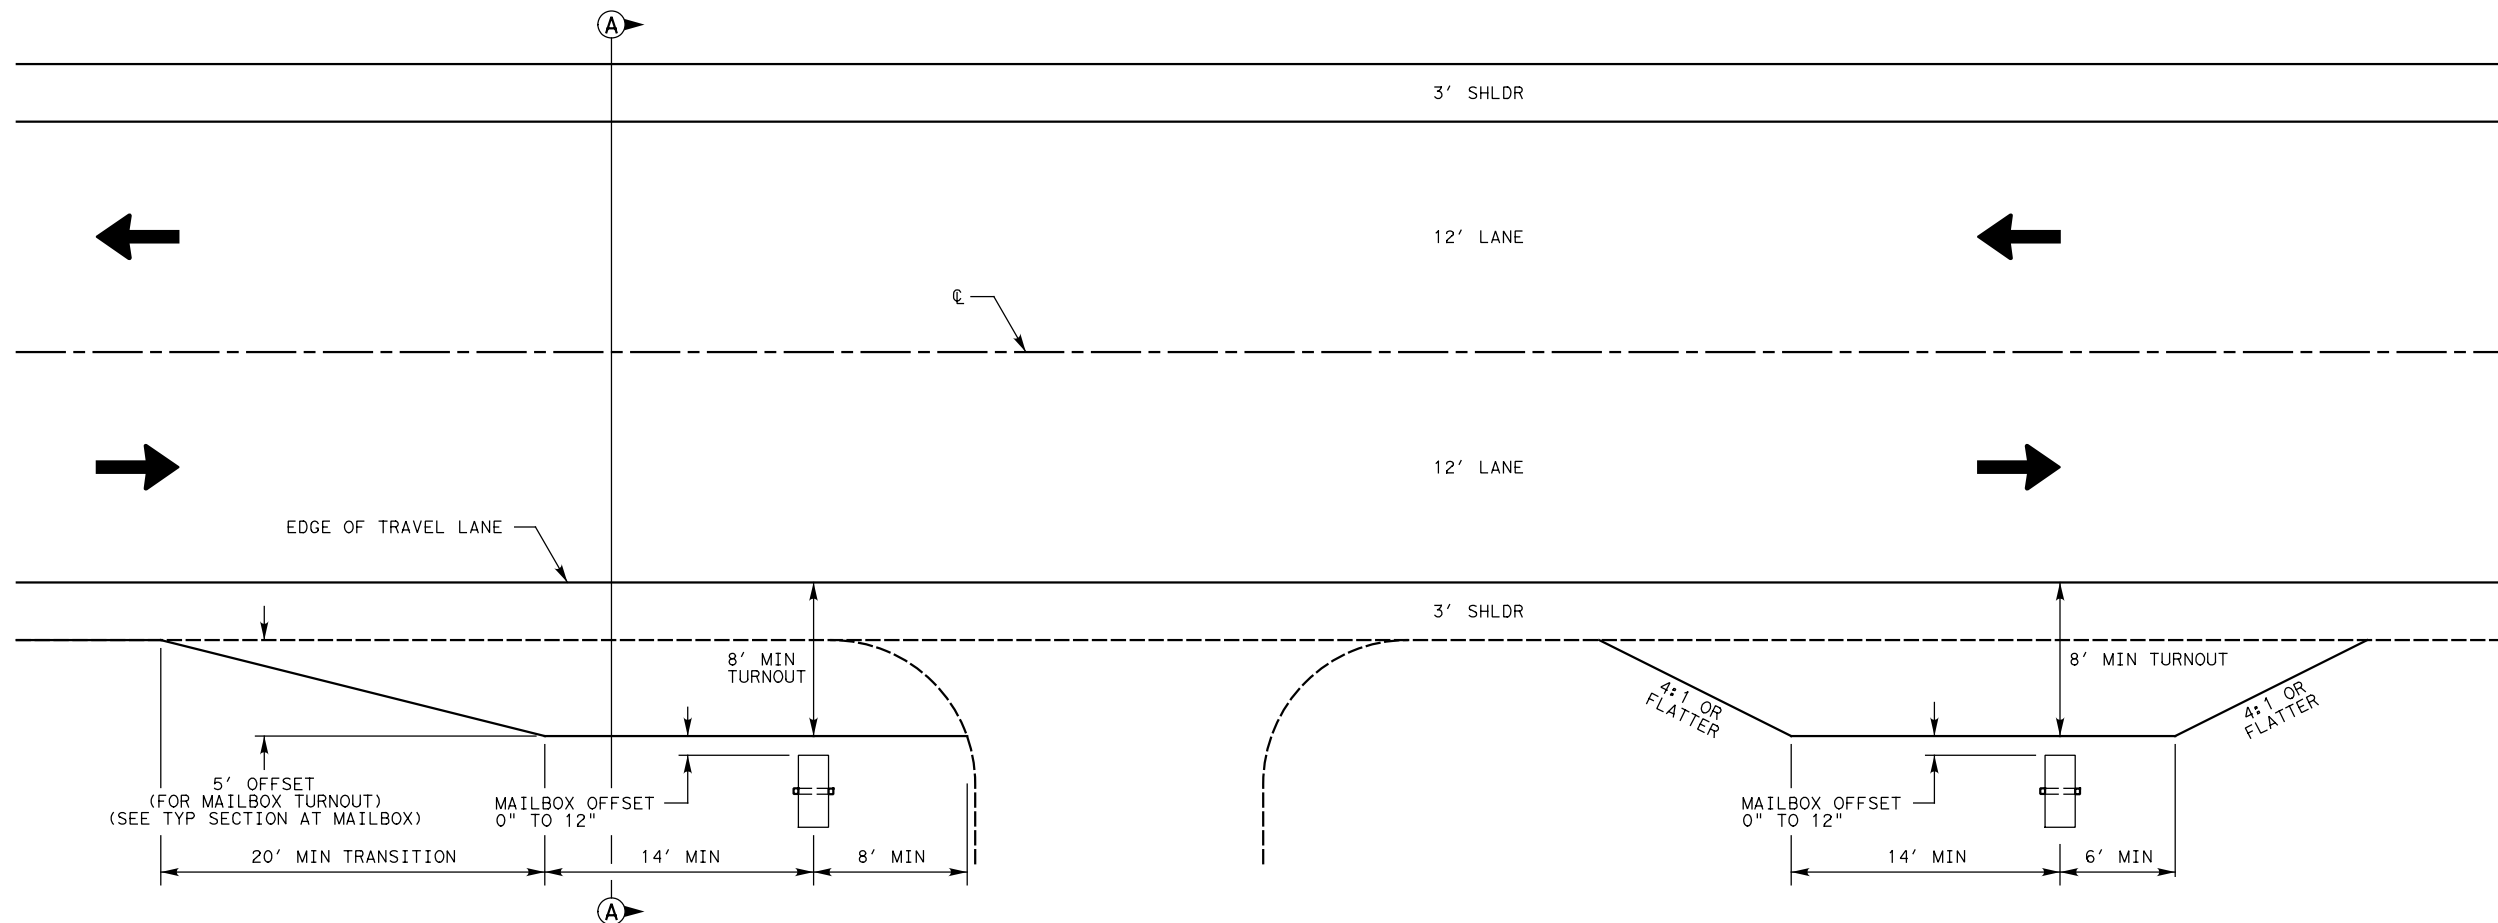 A
3' SHLDR
12' LANE
℄
12' LANE
EDGE OF TRAVEL LANE
3' SHLDR
8' MIN
TURNOUT
8' MIN TURNOUT
4:1 OR
FLATTER
4:1 OR
FLATTER
5' OFFSET
(FOR MAILBOX TURNOUT)
(SEE TYP SECTION AT MAILBOX)
MAILBOX OFFSET
0" TO 12"
MAILBOX OFFSET
0" TO 12"
20' MIN TRANSITION
14' MIN
8' MIN
14' MIN
6' MIN
A